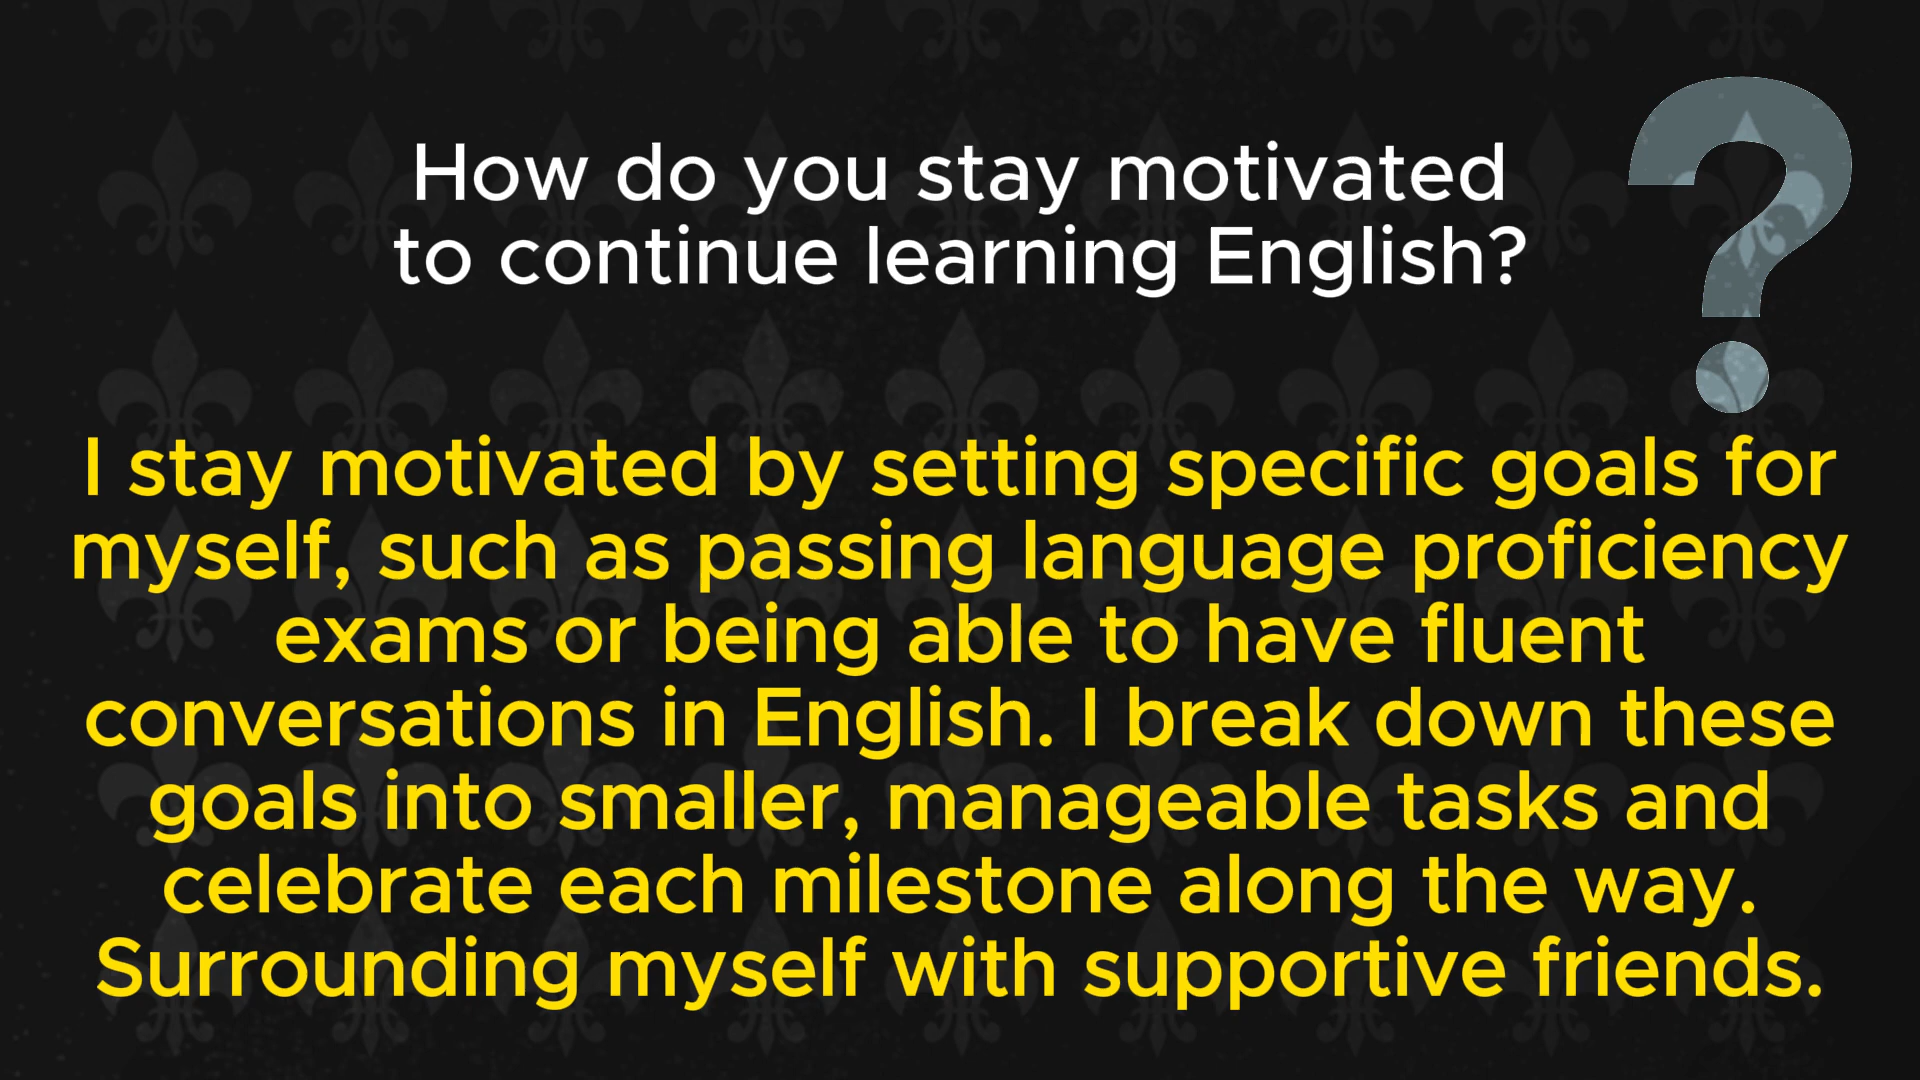 How do you stay motivated
to continue learning English?
?
I stay motivated by setting specific goals for
myself, such as passing language proficiency
exams or being able to have fluent
conversations in English. I break down these
goals into smaller, manageable tasks and
celebrate each milestone along the way.
Surrounding myself with supportive friends.